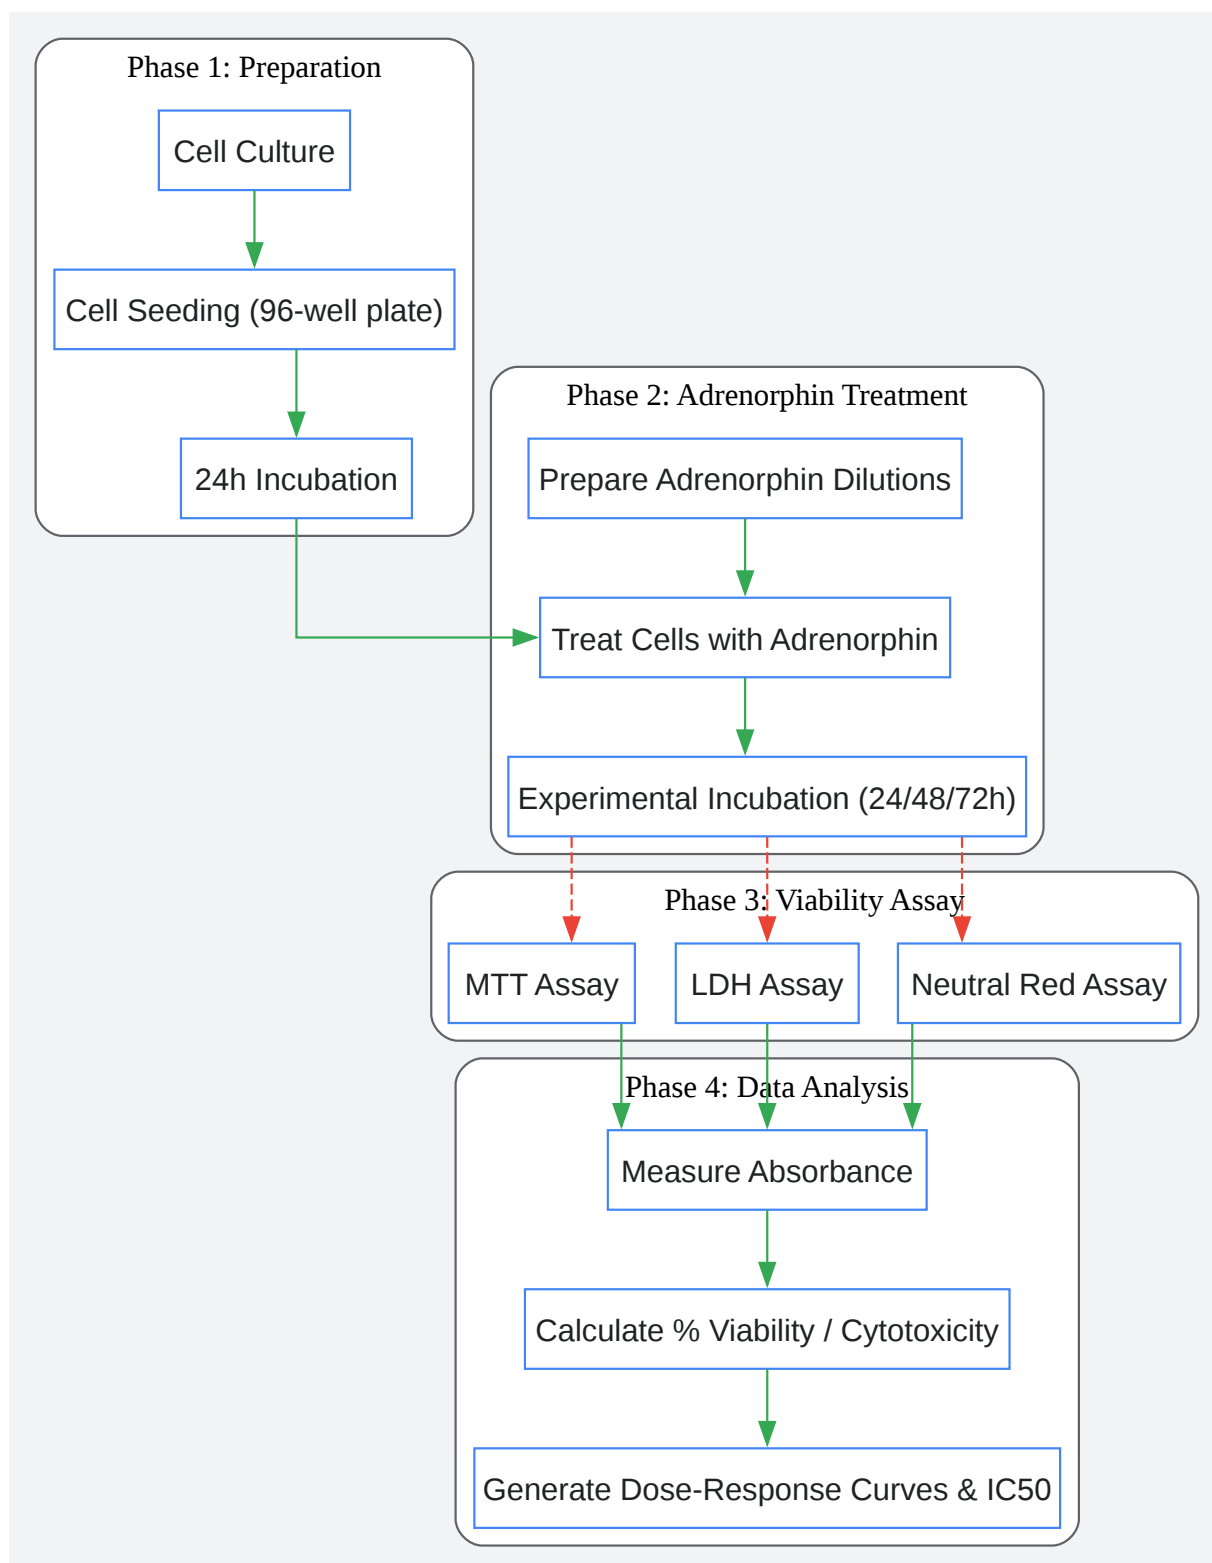 Phase 1: Preparation
Cell Culture
Cell Seeding (96-well plate)
24h Incubation
Phase 2: Adrenorphin Treatment
Prepare Adrenorphin Dilutions
Treat Cells with Adrenorphin
Experimental Incubation (24/48/72h)
Phase 3: Viability Assay
MTT Assay
LDH Assay
Neutral Red Assay
Phase 4: Data Analysis
Measure Absorbance
Calculate % Viability / Cytotoxicity
Generate Dose-Response Curves & IC50